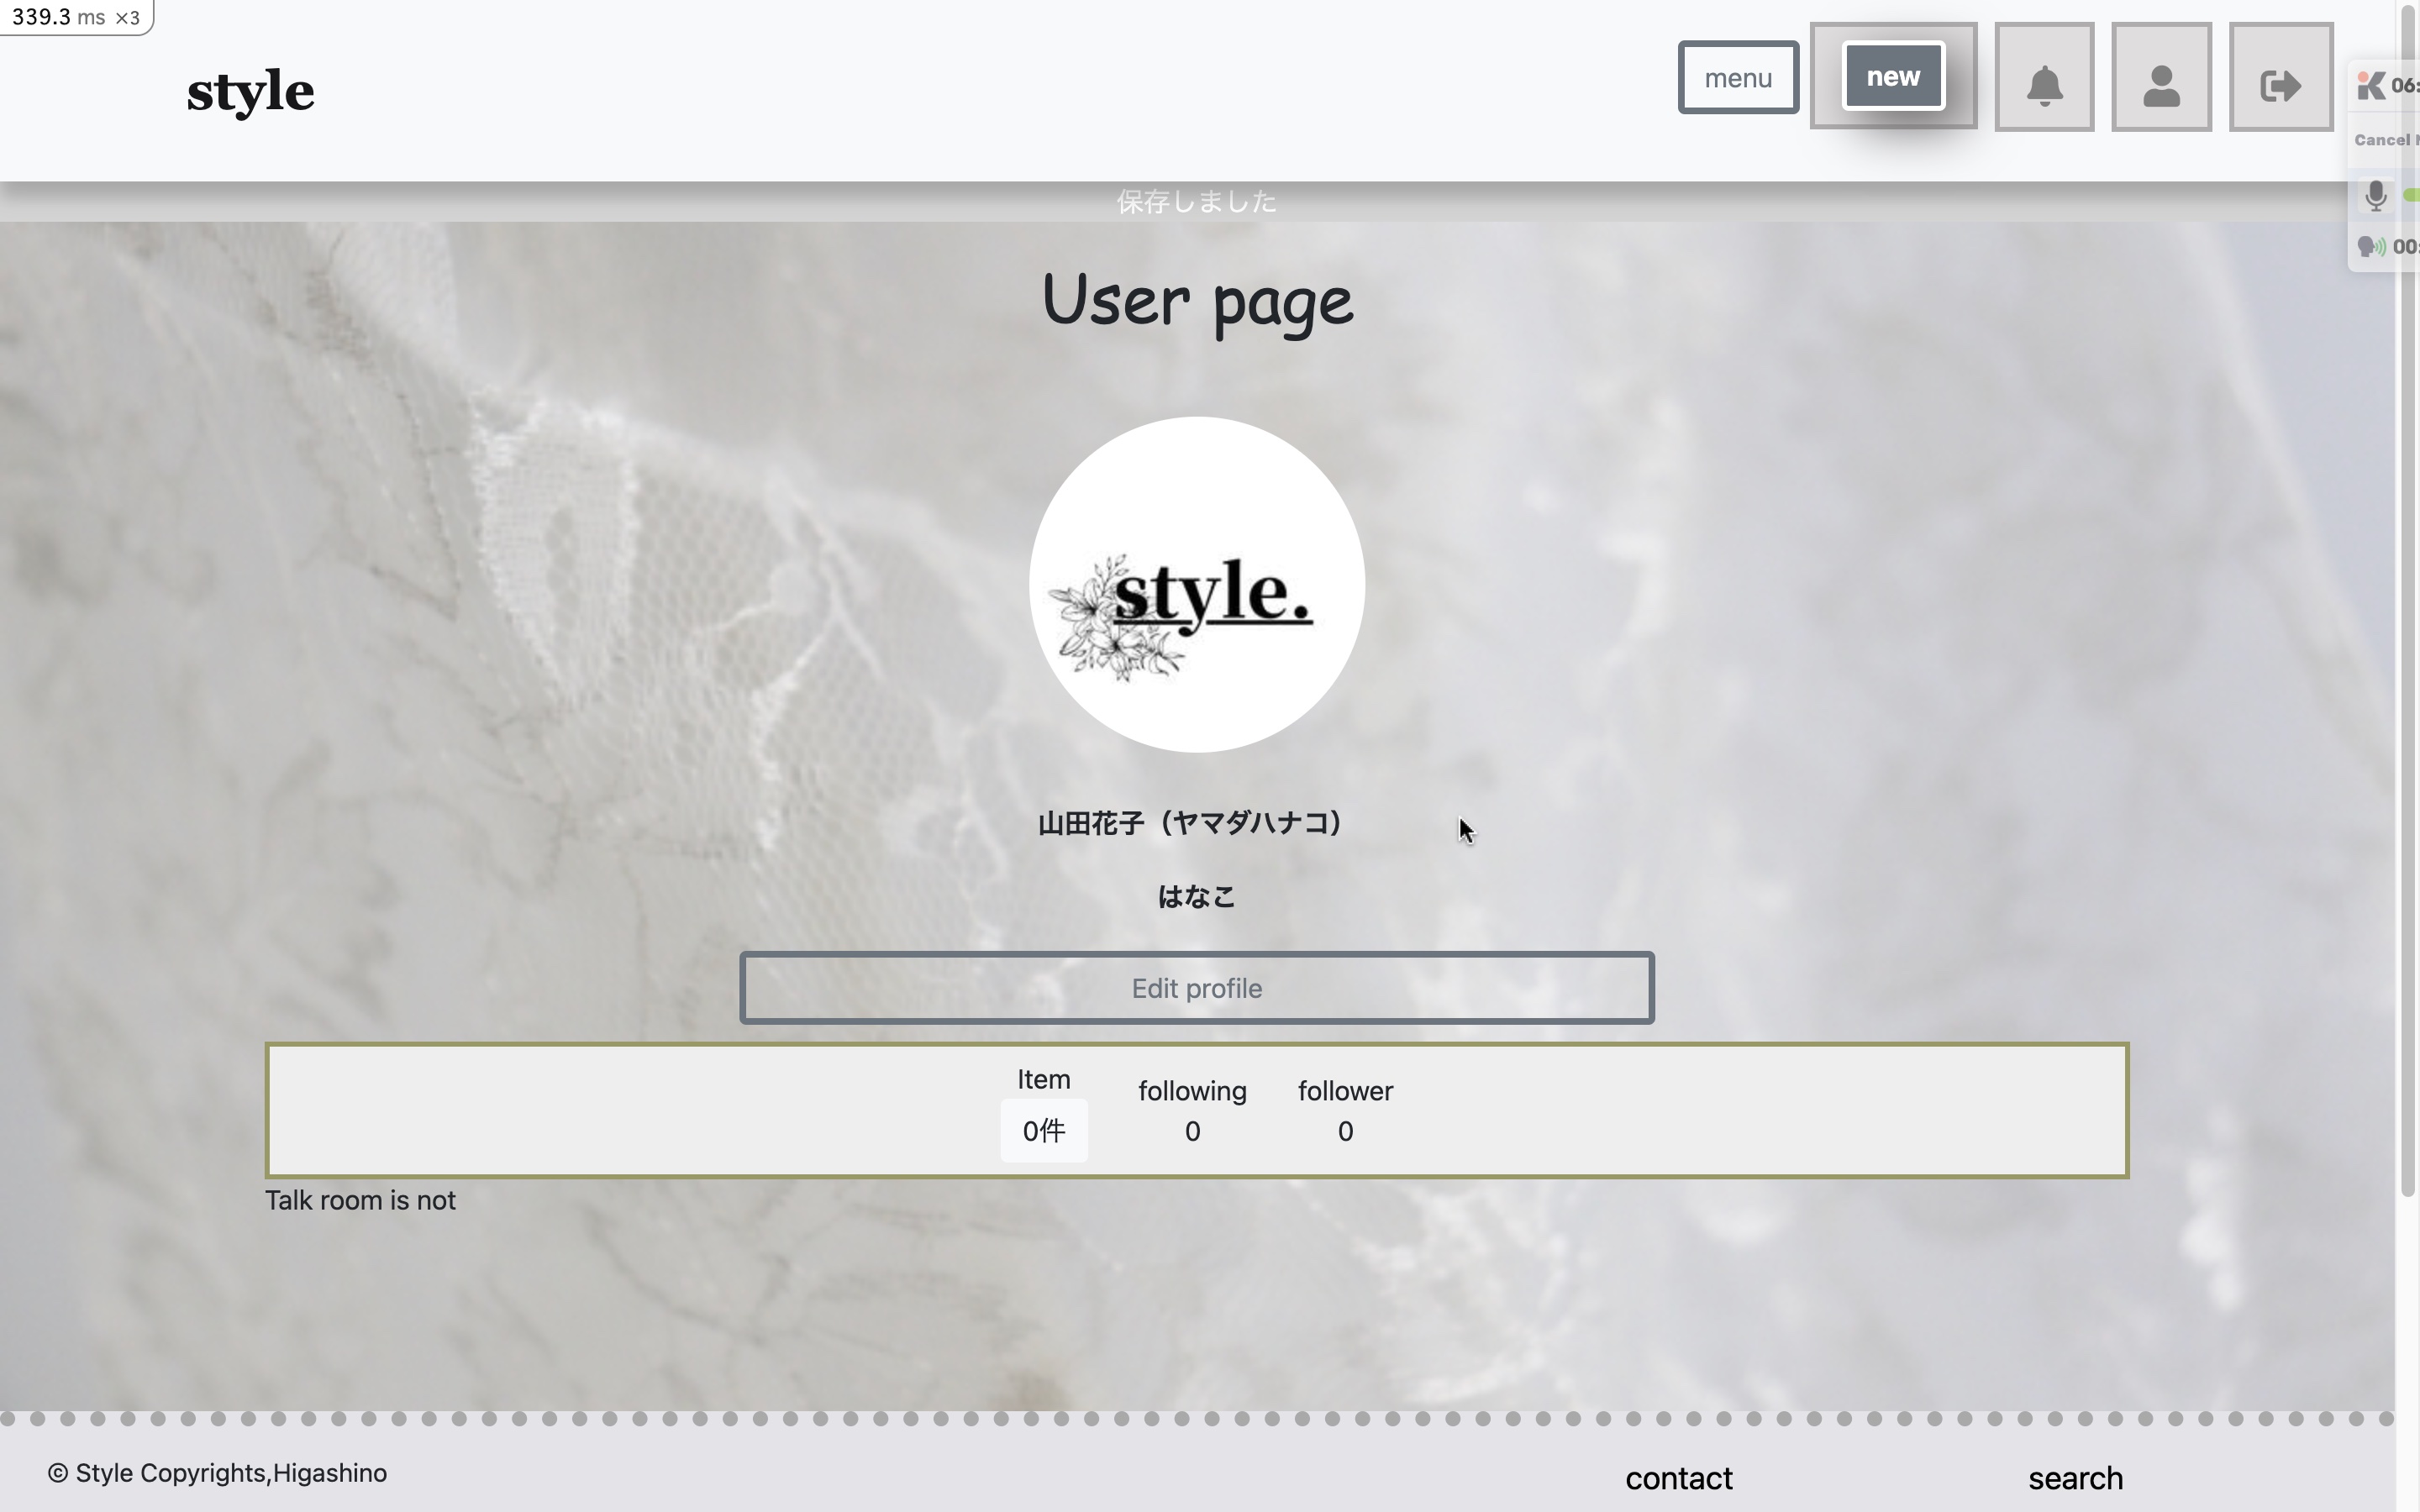 339.3 ms ×3
style
menu
new
06:
Cancel
00:
保存しました
User page
style.
山田花子（ヤマダハナコ）
はなこ
Edit profile
Item following follower
0件 0 0
Talk room is not
© Style Copyrights,Higashino
contact
search